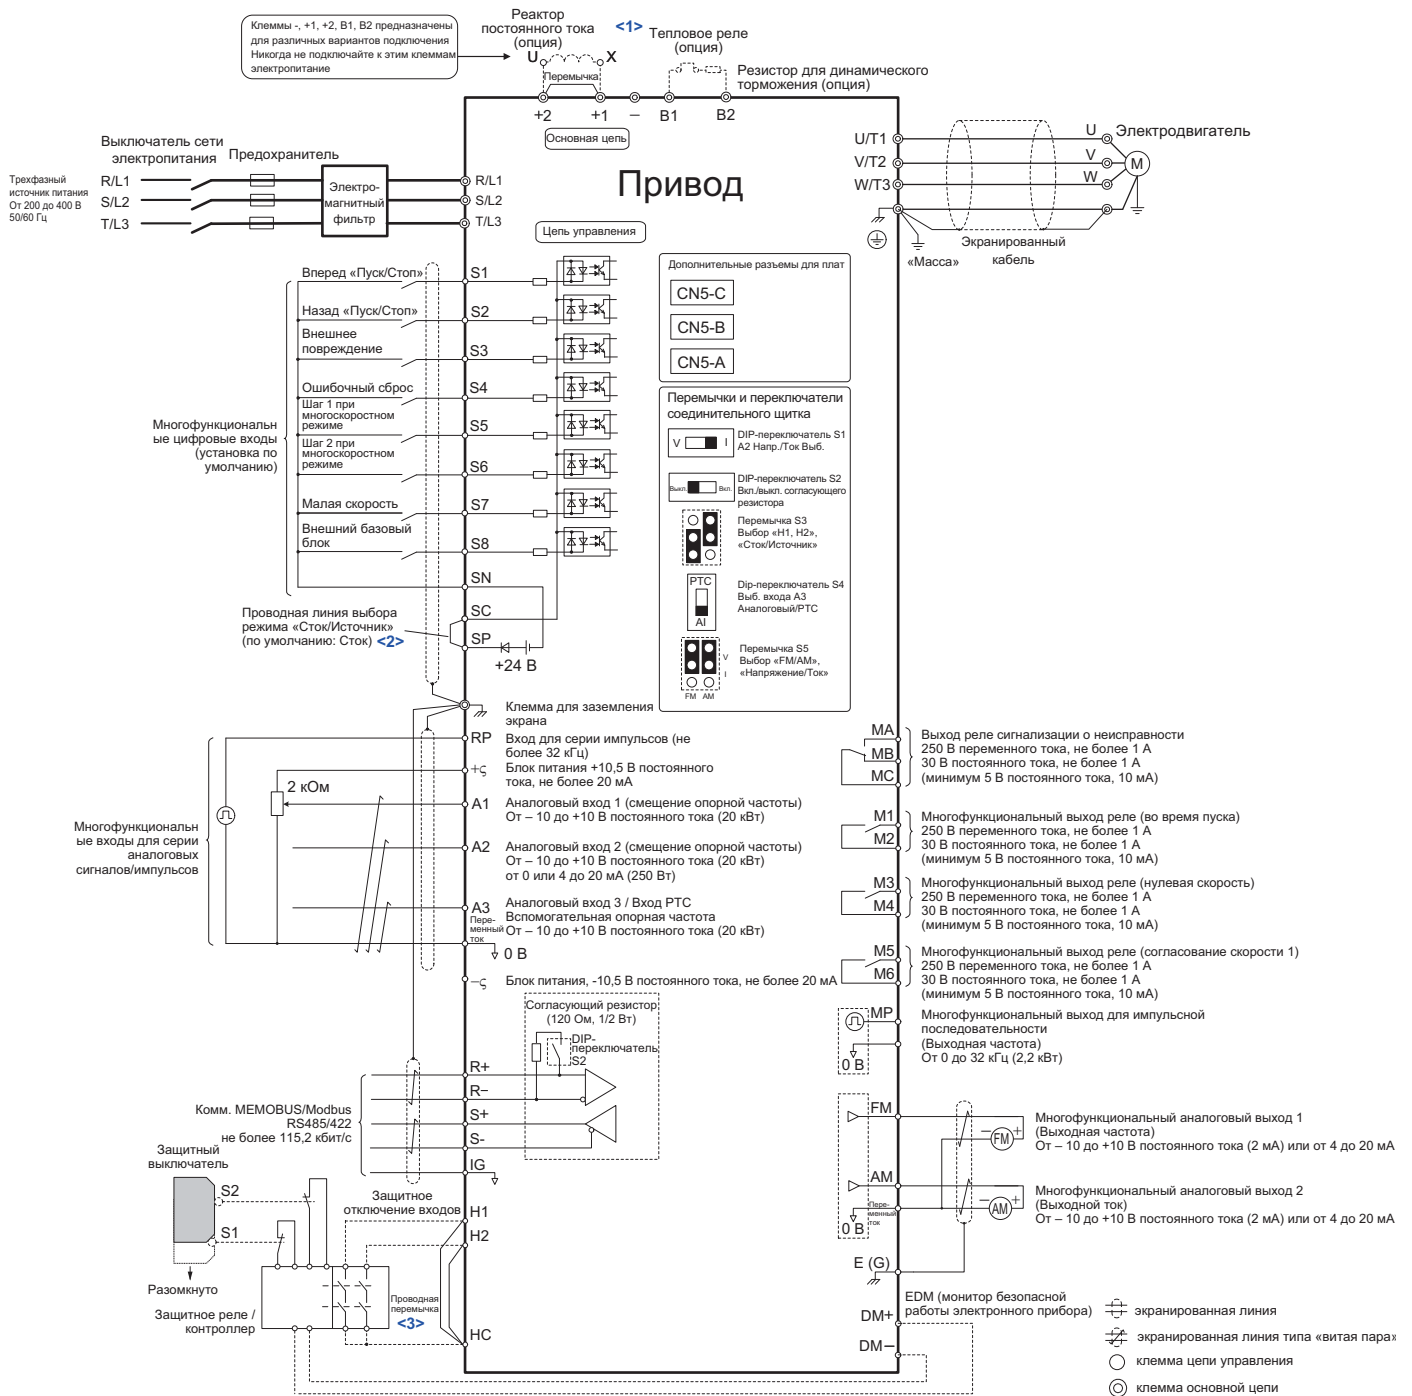 Клеммы -, +1, +2, B1, B2 предназначены
для различных вариантов подключения
Никогда не подключайте к этим клеммам
электропитание
Реактор
постоянного тока
(опция)
<1>
Тепловое реле
(опция)
U
X
Перемычка
Резистор для динамического
торможения (опция)
+2
+1
–
B1
B2
Основная цепь
Выключатель сети
электропитания
Предохранитель
Трехфазный
источник питания
От 200 до 400 В
50/60 Гц
R/L1
S/L2
T/L3
Электро-
магнитный
фильтр
R/L1
S/L2
T/L3
Привод
U/T1
V/T2
W/T3
U
V
W
M
Электродвигатель
«Масса»
Экранированный
кабель
Цепь управления
Вперед «Пуск/Стоп»
S1
Назад «Пуск/Стоп»
S2
Внешнее
повреждение
S3
Ошибочный сброс
S4
Шаг 1 при
многоскоростном
режиме
S5
Шаг 2 при
многоскоростном
режиме
S6
Малая скорость
S7
Внешний базовый
блок
S8
Многофункциональн
ые цифровые входы
(установка по
умолчанию)
SN
SC
SP
+24 В
Проводная линия выбора
режима «Сток/Источник»
(по умолчанию: Сток) <2>
Дополнительные разъемы для плат
CN5-C
CN5-B
CN5-A
Перемычки и переключатели
соединительного щитка
V
I
DIP-переключатель S1
A2 Напр./Ток Выб.
Выкл.
Вкл.
DIP-переключатель S2
Вкл./выкл. согласующего
резистора
Перемычка S3
Выбор «H1, H2»,
«Сток/Источник»
PTC
AI
Dip-переключатель S4
Выб. входа A3
Аналоговый/PTC
V
I
FM AM
Перемычка S5
Выбор «FM/AM»,
«Напряжение/Ток»
Клемма для заземления
экрана
RP
Вход для серии импульсов (не
более 32 кГц)
+ς
Блок питания +10,5 В постоянного
тока, не более 20 мА
2 кОм
A1
Аналоговый вход 1 (смещение опорной частоты)
От – 10 до +10 В постоянного тока (20 кВт)
A2
Аналоговый вход 2 (смещение опорной частоты)
От – 10 до +10 В постоянного тока (20 кВт)
от 0 или 4 до 20 мА (250 Вт)
A3
Аналоговый вход 3 / Вход PTC
Вспомогательная опорная частота
От – 10 до +10 В постоянного тока (20 кВт)
Пере-
менный
ток
0 В
–ς
Блок питания, -10,5 В постоянного тока, не более 20 мА
Многофункциональн
ые входы для серии
аналоговых
сигналов/импульсов
Согласующий резистор
(120 Ом, 1/2 Вт)
DIP-
переключатель
S2
R+
R–
S+
S-
IG
Комм. MEMOBUS/Modbus
RS485/422
не более 115,2 кбит/с
Защитный
выключатель
S2
S1
Разомкнуто
Защитное реле /
контроллер
Защитное
отключение входов
H1
H2
HC
Проводная
перемычка
<3>
MA
MB
MC
Выход реле сигнализации о неисправности
250 В переменного тока, не более 1 А
30 В постоянного тока, не более 1 А
(минимум 5 В постоянного тока, 10 мА)
M1
M2
Многофункциональный выход реле (во время пуска)
250 В переменного тока, не более 1 А
30 В постоянного тока, не более 1 А
(минимум 5 В постоянного тока, 10 мА)
M3
M4
Многофункциональный выход реле (нулевая скорость)
250 В переменного тока, не более 1 А
30 В постоянного тока, не более 1 А
(минимум 5 В постоянного тока, 10 мА)
M5
M6
Многофункциональный выход реле (согласование скорости 1)
250 В переменного тока, не более 1 А
30 В постоянного тока, не более 1 А
(минимум 5 В постоянного тока, 10 мА)
MP
0 В
Многофункциональный выход для импульсной
последовательности
(Выходная частота)
От 0 до 32 кГц (2,2 кВт)
FM
– FM +
Многофункциональный аналоговый выход 1
(Выходная частота)
От – 10 до +10 В постоянного тока (2 мА) или от 4 до 20 мА
AM
– AM +
Многофункциональный аналоговый выход 2
(Выходной ток)
От – 10 до +10 В постоянного тока (2 мА) или от 4 до 20 мА
Пере-
менный
ток
0 В
E (G)
EDM (монитор безопасной
работы электронного прибора)
DM+
DM–
экранированная линия
экранированная линия типа «витая пара»
клемма цепи управления
клемма основной цепи